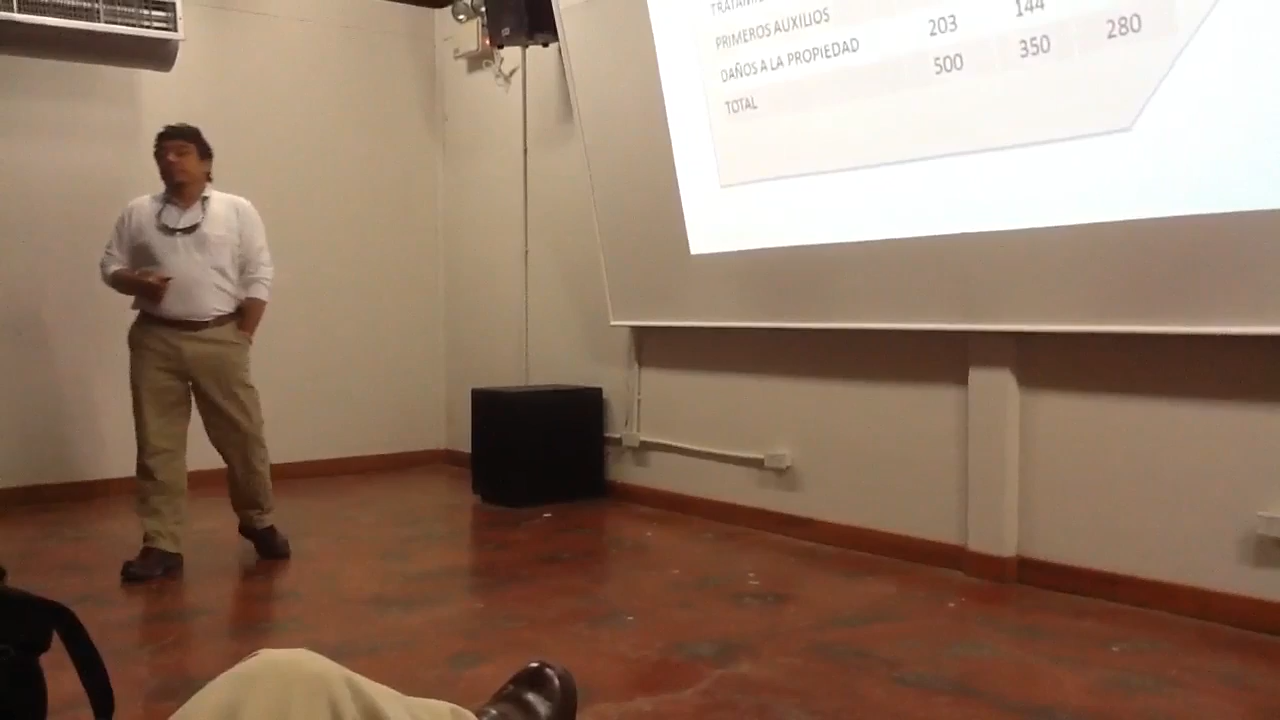 PRIMEROS AUXILIOS 203 144
DAÑOS A LA PROPIEDAD 500 350 280
TOTAL